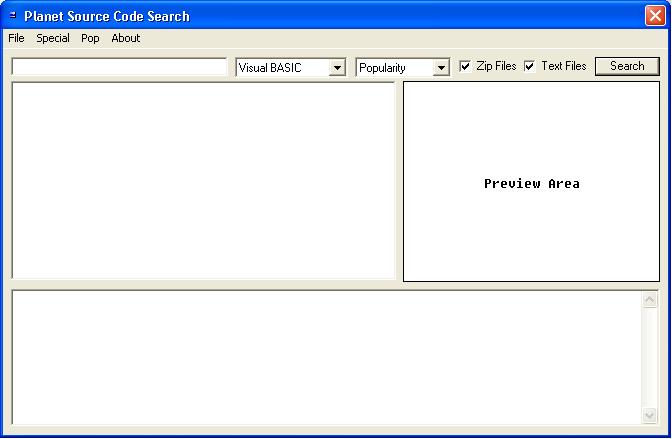 Planet Source Code Search
File Special Pop About
Visual BASIC Popularity Zip Files Text Files Search
Preview Area